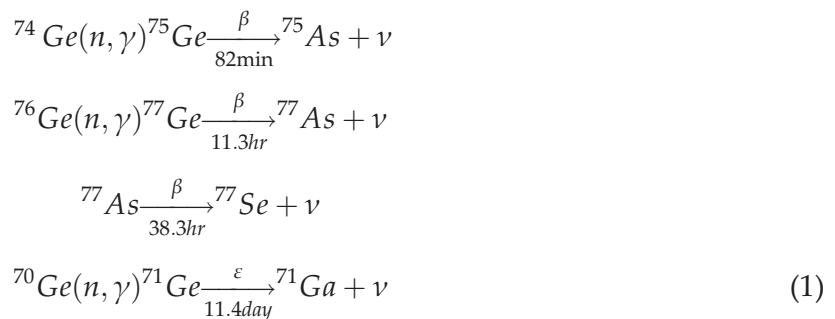 ⁷⁴Ge(n, γ)⁷⁵Ge β→82min ⁷⁵As + ν
⁷⁶Ge(n, γ)⁷⁷Ge β→11.3hr ⁷⁷As + ν
⁷⁷As β→38.3hr ⁷⁷Se + ν
⁷⁰Ge(n, γ)⁷¹Ge ε→11.4day ⁷¹Ga + ν (1)